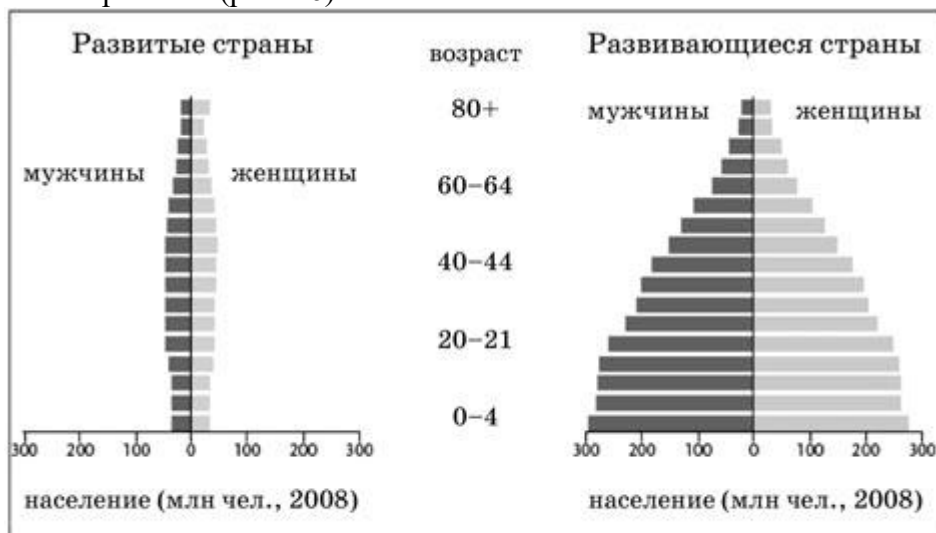 Развитые страны
возраст
Развивающиеся страны
80+
мужчины
женщины
мужчины
женщины
60–64
40–44
20–21
0–4
300 200 100 0 100 200 300
300 200 100 0 100 200 300
население (млн чел., 2008)
население (млн чел., 2008)